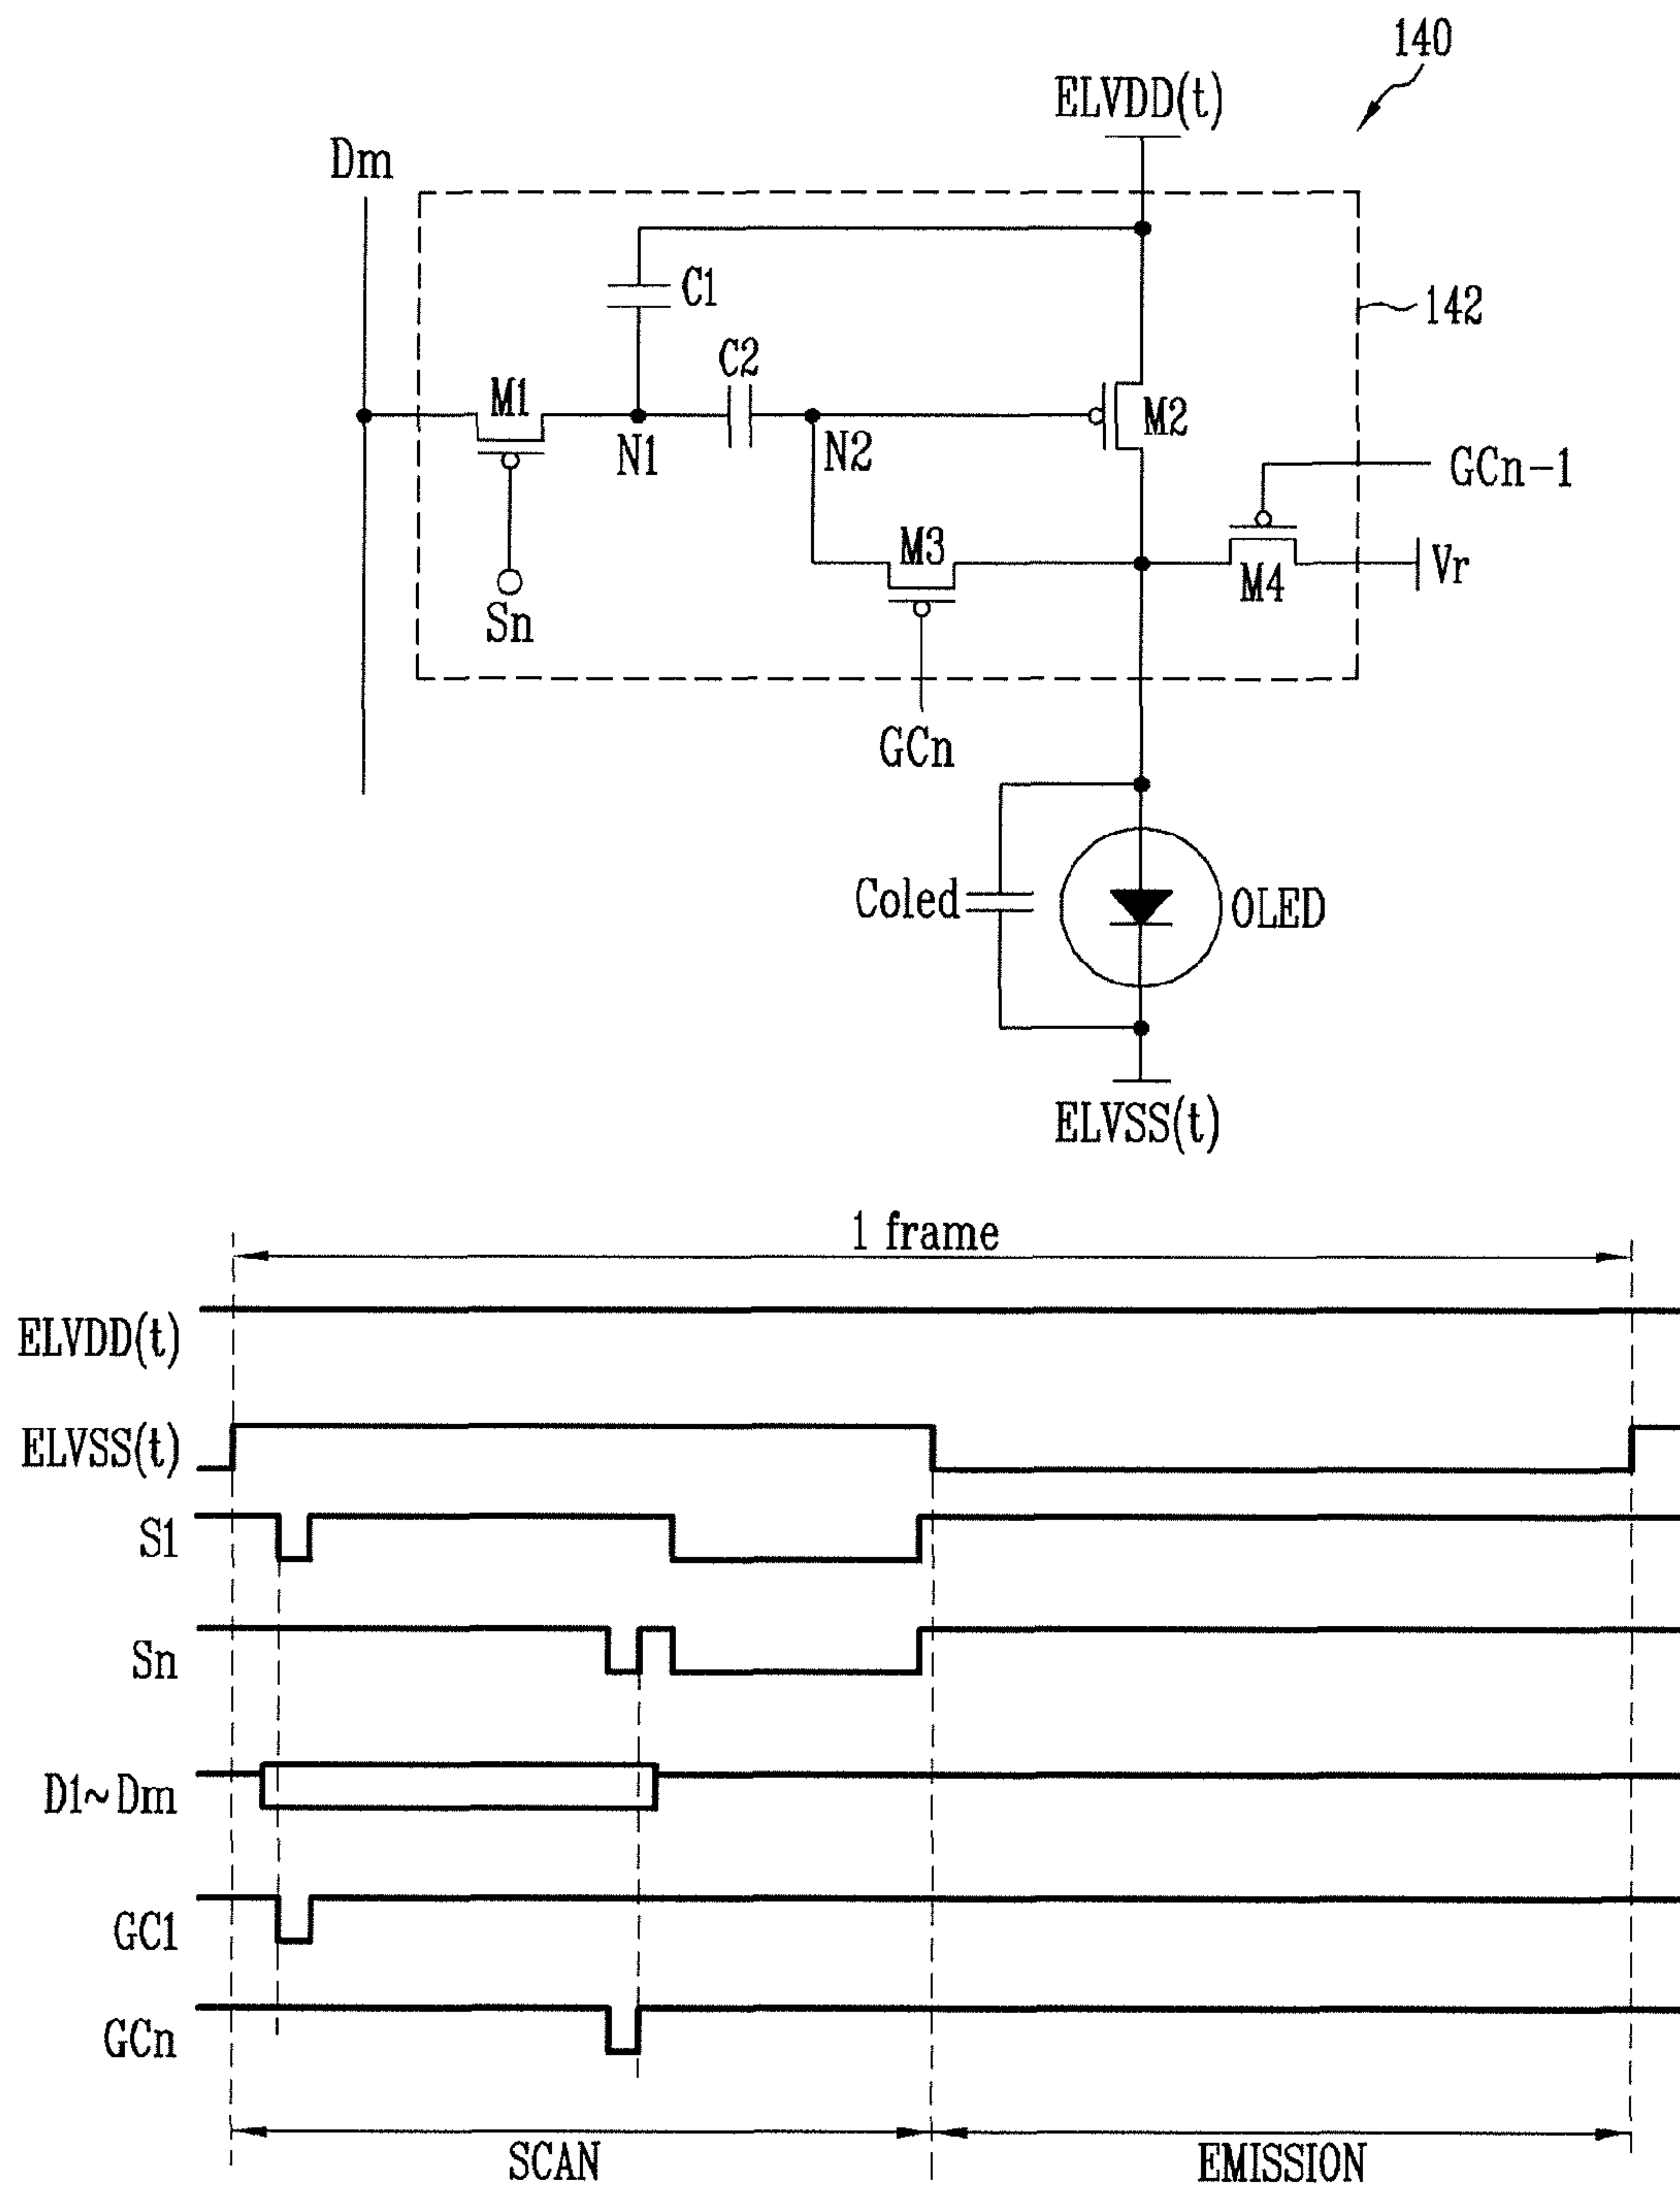 140
ELVDD(t)
Dm
C1
142
C2
M1
M2
N1
N2
GCn-1
M3
M4
Vr
Sn
GCn
Coled
OLED
ELVSS(t)
1 frame
ELVDD(t)
ELVSS(t)
S1
Sn
D1~Dm
GC1
GCn
SCAN
EMISSION